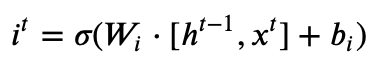 i^t = σ(W_i · [h^{t−1}, x^t] + b_i)